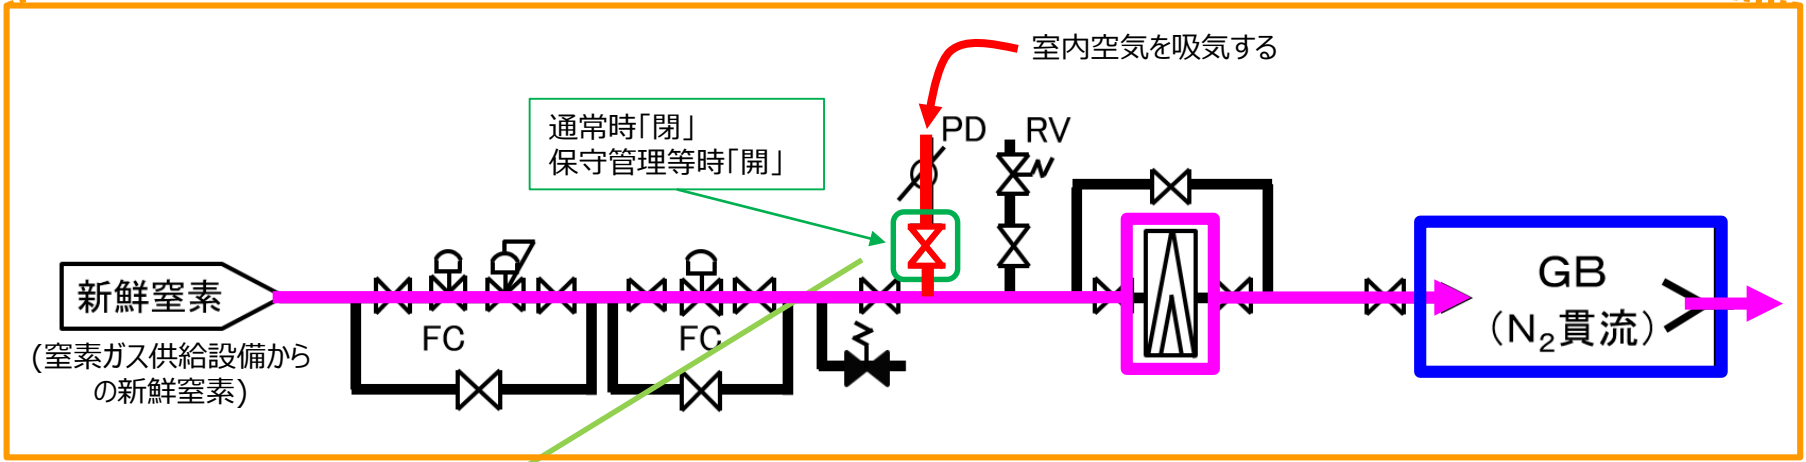 室内空気を吸気する
通常時「閉」
保守管理等時「開」
PD
RV
新鮮窒素
(窒素ガス供給設備から
の新鮮窒素)
FC
FC
GB
(N₂貫流)